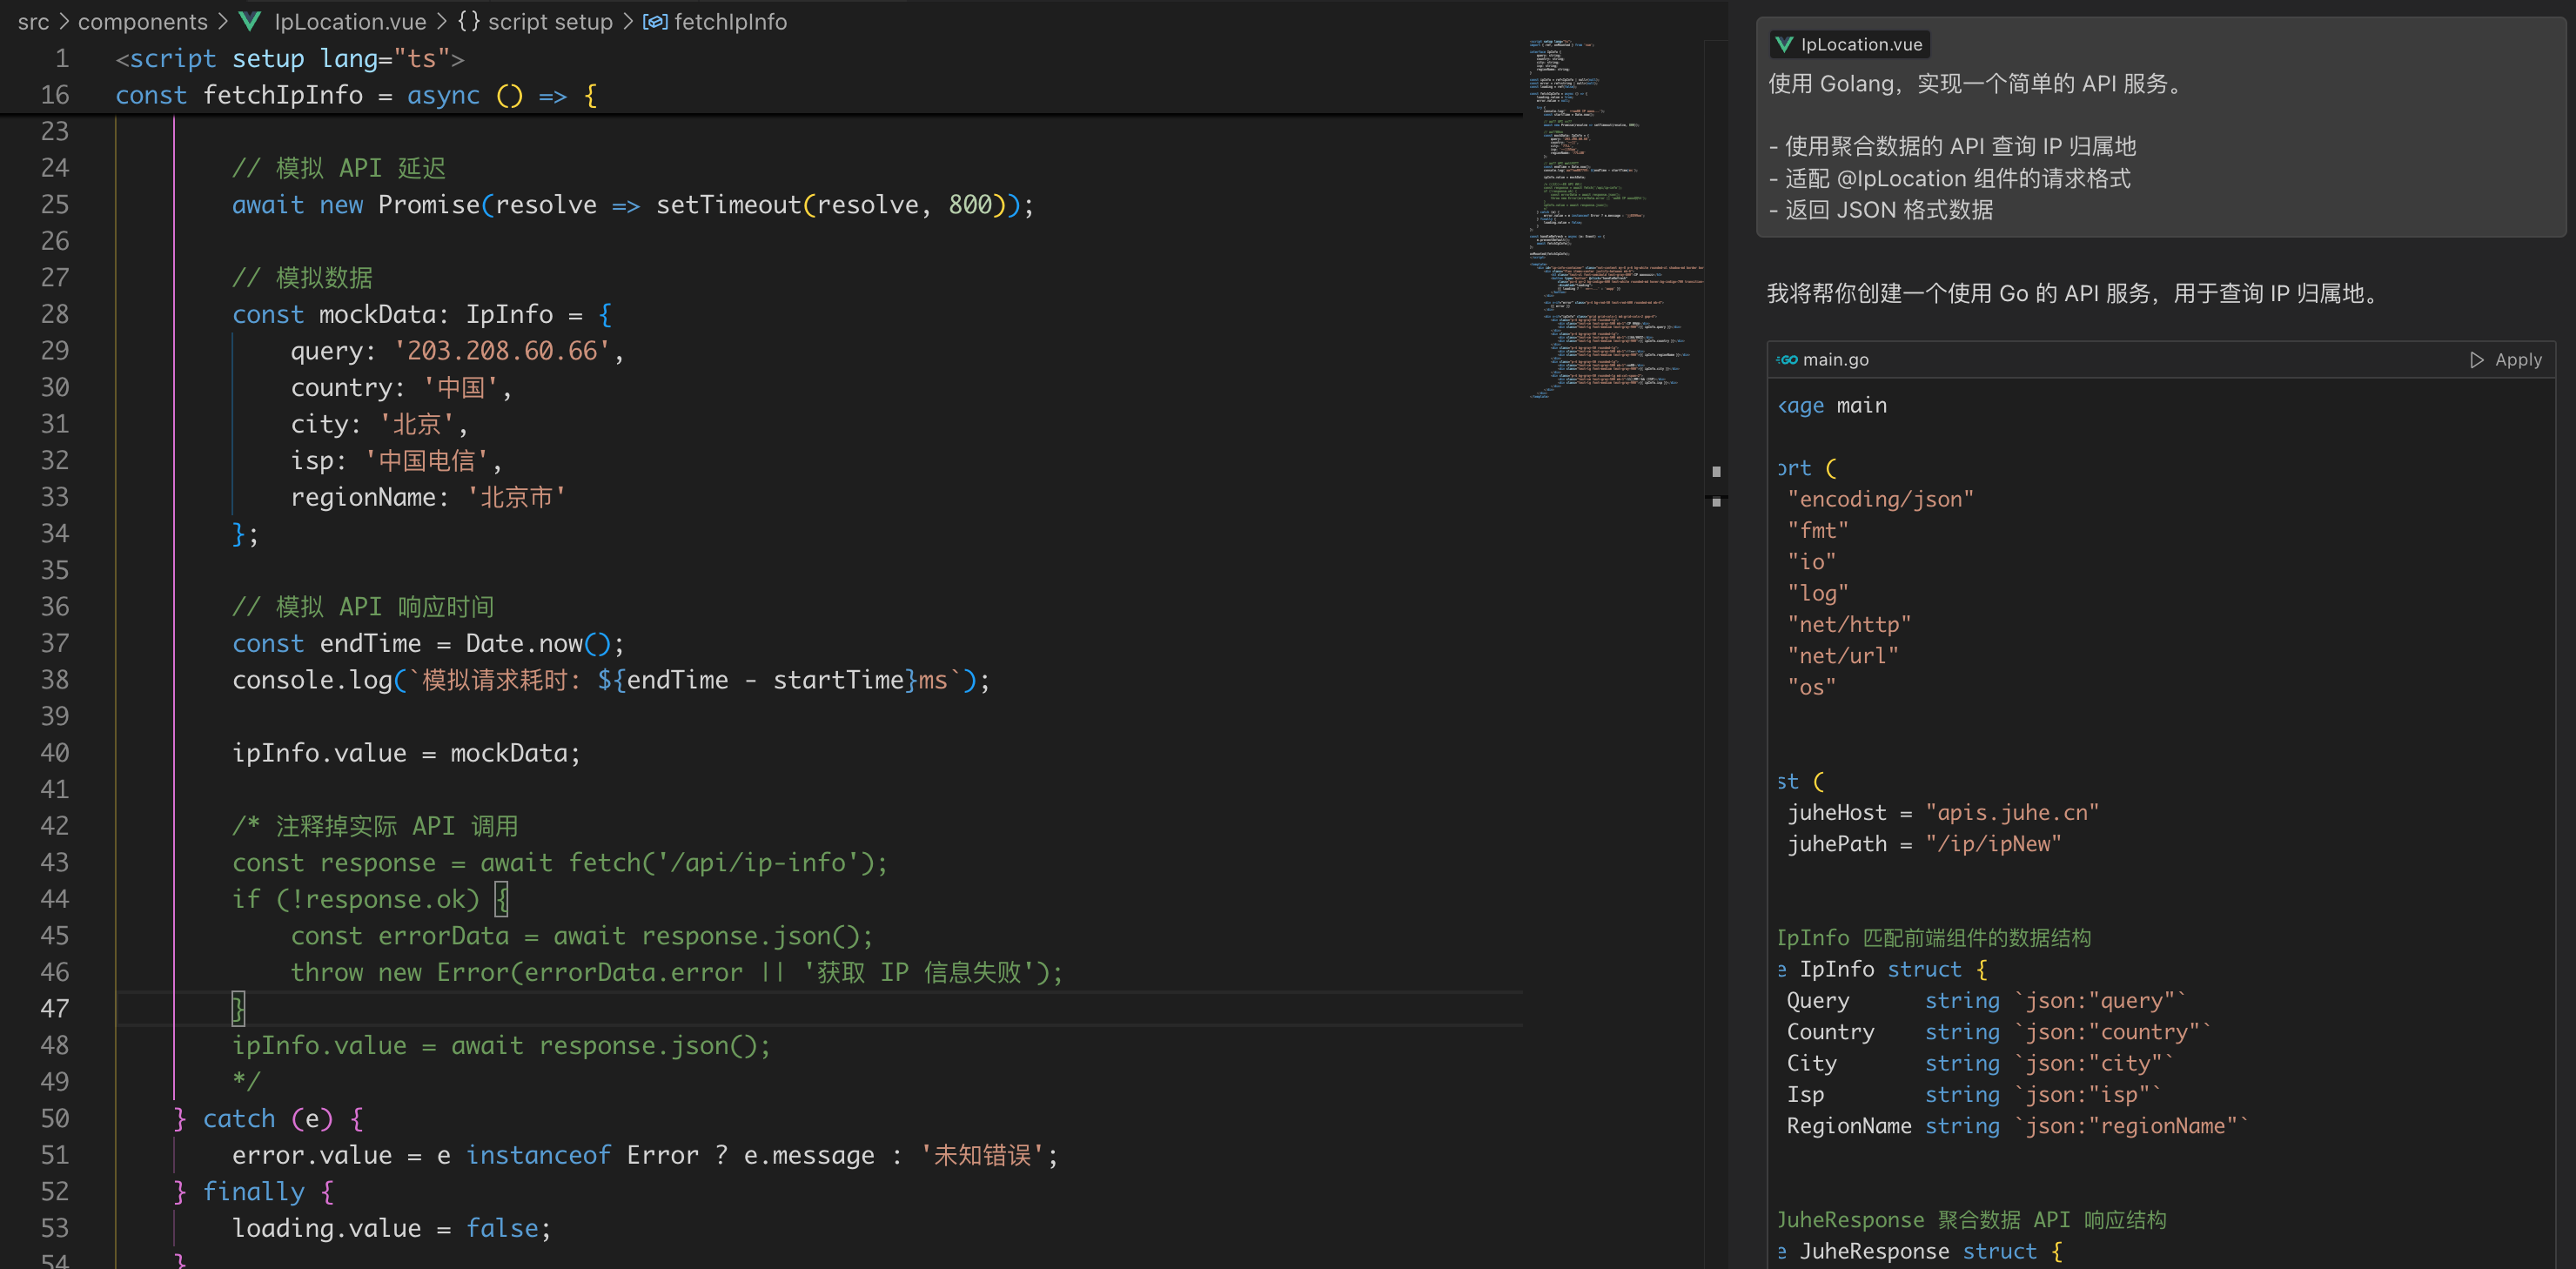 src > components > IpLocation.vue > {} script setup > fetchIpInfo
1 <script setup lang="ts">
16 const fetchIpInfo = async () => {
23
24 // 模拟 API 延迟
25 await new Promise(resolve => setTimeout(resolve, 800));
26
27 // 模拟数据
28 const mockData: IpInfo = {
29 query: '203.208.60.66',
30 country: '中国',
31 city: '北京',
32 isp: '中国电信',
33 regionName: '北京市'
34 };
35
36 // 模拟 API 响应时间
37 const endTime = Date.now();
38 console.log(`模拟请求耗时: ${endTime - startTime}ms`);
39
40 ipInfo.value = mockData;
41
42 /* 注释掉实际 API 调用
43 const response = await fetch('/api/ip-info');
44 if (!response.ok) {
45 const errorData = await response.json();
46 throw new Error(errorData.error || '获取 IP 信息失败');
47 }
48 ipInfo.value = await response.json();
49 */
50 } catch (e) {
51 error.value = e instanceof Error ? e.message : '未知错误';
52 } finally {
53 loading.value = false;
54 }
IpLocation.vue
使用 Golang，实现一个简单的 API 服务。
- 使用聚合数据的 API 查询 IP 归属地
- 适配 @IpLocation 组件的请求格式
- 返回 JSON 格式数据
我将帮你创建一个使用 Go 的 API 服务，用于查询 IP 归属地。
GO main.go Apply
kage main
ort (
"encoding/json"
"fmt"
"io"
"log"
"net/http"
"net/url"
"os"
st (
juheHost = "apis.juhe.cn"
juhePath = "/ip/ipNew"
IpInfo 匹配前端组件的数据结构
e IpInfo struct {
Query string `json:"query"`
Country string `json:"country"`
City string `json:"city"`
Isp string `json:"isp"`
RegionName string `json:"regionName"`
JuheResponse 聚合数据 API 响应结构
e JuheResponse struct {